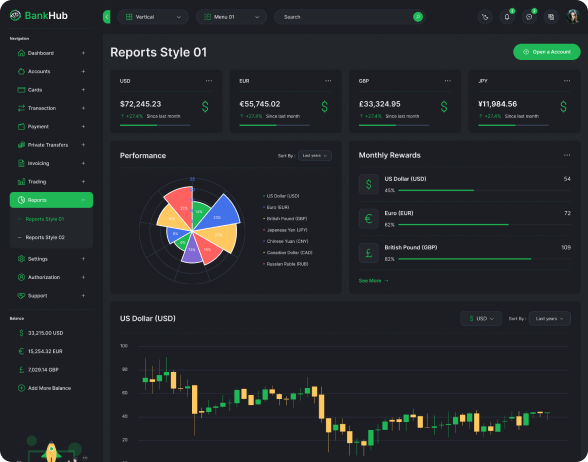 BankHub
Vertical
Menu 01
Search
Navigation
Dashboard +
Accounts +
Cards +
Transaction +
Payment +
Private Transfers +
Invoicing +
Trading +
Reports
Reports Style 01
Reports Style 02
Settings +
Authorization +
Support +
Balance
33,215.00 USD
15,254.32 EUR
7,029.14 GBP
Add More Balance
Reports Style 01
Open a Account
USD
$72,245.23
+27.4% Since last month
EUR
€55,745.02
+27.4% Since last month
GBP
£33,324.95
+27.4% Since last month
JPY
¥11,984.56
+27.4% Since last month
Performance
Sort By : Last years
US Dollar (USD)
Euro (EUR)
British Pound (GBP)
Japanese Yen (JPY)
Chinese Yuan (CNY)
Canadian Dollar (CAD)
Russian Ruble (RUB)
Monthly Rewards
US Dollar (USD) 54
45%
Euro (EUR) 72
62%
British Pound (GBP) 109
82%
See More →
US Dollar (USD)
$ USD
Sort By : Last years
100
80
60
40
20